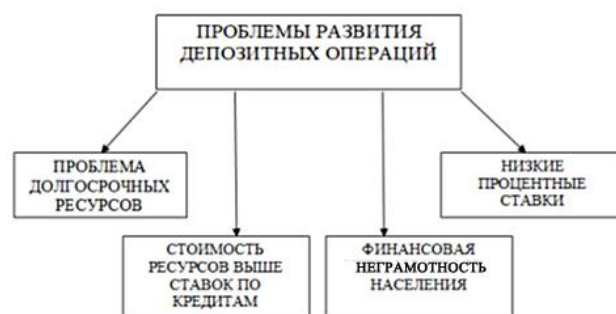 ПРОБЛЕМЫ РАЗВИТИЯ
ДЕПОЗИТНЫХ ОПЕРАЦИЙ
ПРОБЛЕМА
ДОЛГОСРОЧНЫХ
РЕСУРСОВ
НИЗКИЕ
ПРОЦЕНТНЫЕ
СТАВКИ
СТОИМОСТЬ
РЕСУРСОВ ВЫШЕ
СТАВОК ПО
КРЕДИТАМ
ФИНАНСОВАЯ
НЕГРАМОТНОСТЬ
НАСЕЛЕНИЯ